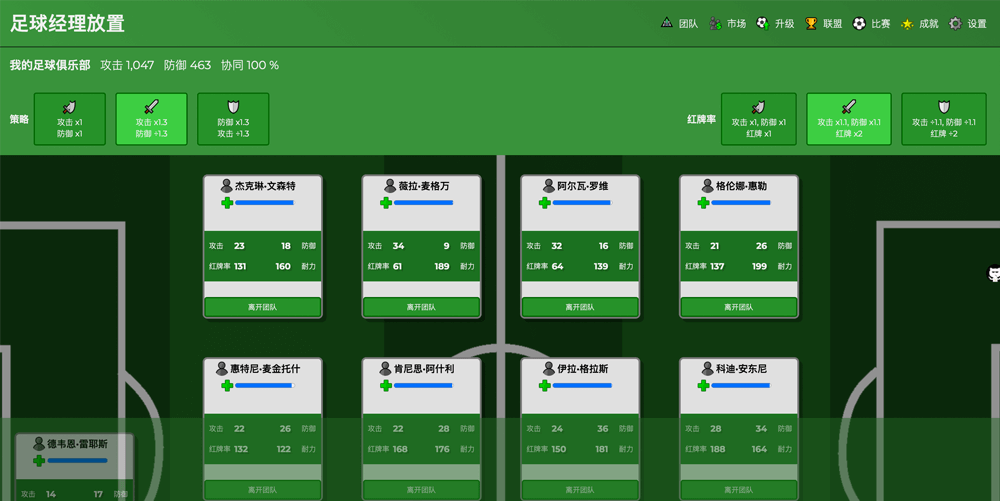 足球经理放置
团队 市场 升级 联盟 比赛 成就 设置
我的足球俱乐部 攻击 1,047 防御 463 协同 100 %
策略
攻击 x1
防御 x1
攻击 x1.3
防御 ÷1.3
防御 x1.3
攻击 ÷1.3
红牌率
攻击 x1, 防御 x1
红牌 x1
攻击 x1.1, 防御 x1.1
红牌 x2
攻击 ÷1.1, 防御 ÷1.1
红牌 ÷2
杰克琳·文森特
攻击 23 18 防御
红牌率 131 160 耐力
离开团队
薇拉·麦格万
攻击 34 9 防御
红牌率 61 189 耐力
离开团队
阿尔瓦·罗维
攻击 32 16 防御
红牌率 64 139 耐力
离开团队
格伦娜·惠勒
攻击 21 26 防御
红牌率 137 199 耐力
离开团队
惠特尼·麦金托什
攻击 22 26 防御
红牌率 132 122 耐力
离开团队
肯尼思·阿什利
攻击 22 28 防御
红牌率 168 176 耐力
离开团队
伊拉·格拉斯
攻击 24 36 防御
红牌率 150 181 耐力
离开团队
科迪·安东尼
攻击 28 34 防御
红牌率 188 164 耐力
离开团队
德韦恩·雷耶斯
攻击 14 17 防御